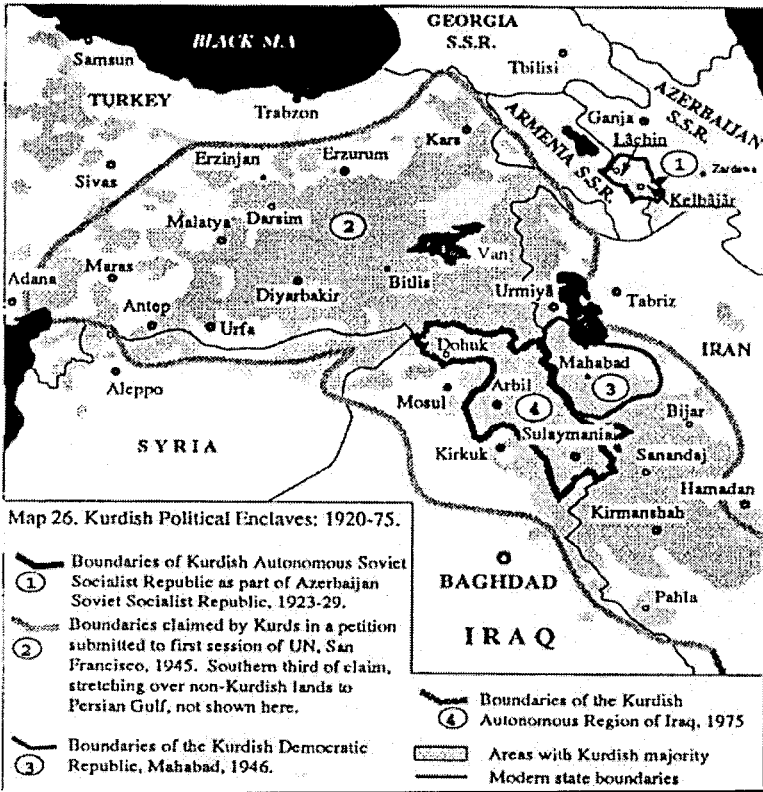 BLACK SEA
GEORGIA
S.S.R.
Samsun
Tbilisi
TURKEY
Trabzon
AZERBAIJAN
S.S.R.
Ganja
ARMENIA S.S.R.
Lâchin
Kars
1
Zardawa
Erzinjan
Erzurum
Sivas
Kelbâjâr
Darsim
2
Malatya
Van
Adana
Maras
Bitlis
Diyarbakir
Urmiyâ
Tabriz
Antep
Urfa
IRAN
Dohuk
Mahabad
Aleppo
Mosul
Arbil
3
4
Bijar
SYRIA
Sulaymania
Kirkuk
Sanandaj
Hamadan
Kirmanshah
BAGHDAD
Pahla
IRAQ
Map 26. Kurdish Political Enclaves: 1920-75.
Boundaries of Kurdish Autonomous Soviet
1 Socialist Republic as part of Azerbaijan
Soviet Socialist Republic, 1923-29.
Boundaries claimed by Kurds in a petition
2 submitted to first session of UN, San
Francisco, 1945. Southern third of claim,
stretching over non-Kurdish lands to
Persian Gulf, not shown here.
Boundaries of the Kurdish Democratic
3 Republic, Mahabad, 1946.
Boundaries of the Kurdish
4 Autonomous Region of Iraq, 1975
Areas with Kurdish majority
Modern state boundaries